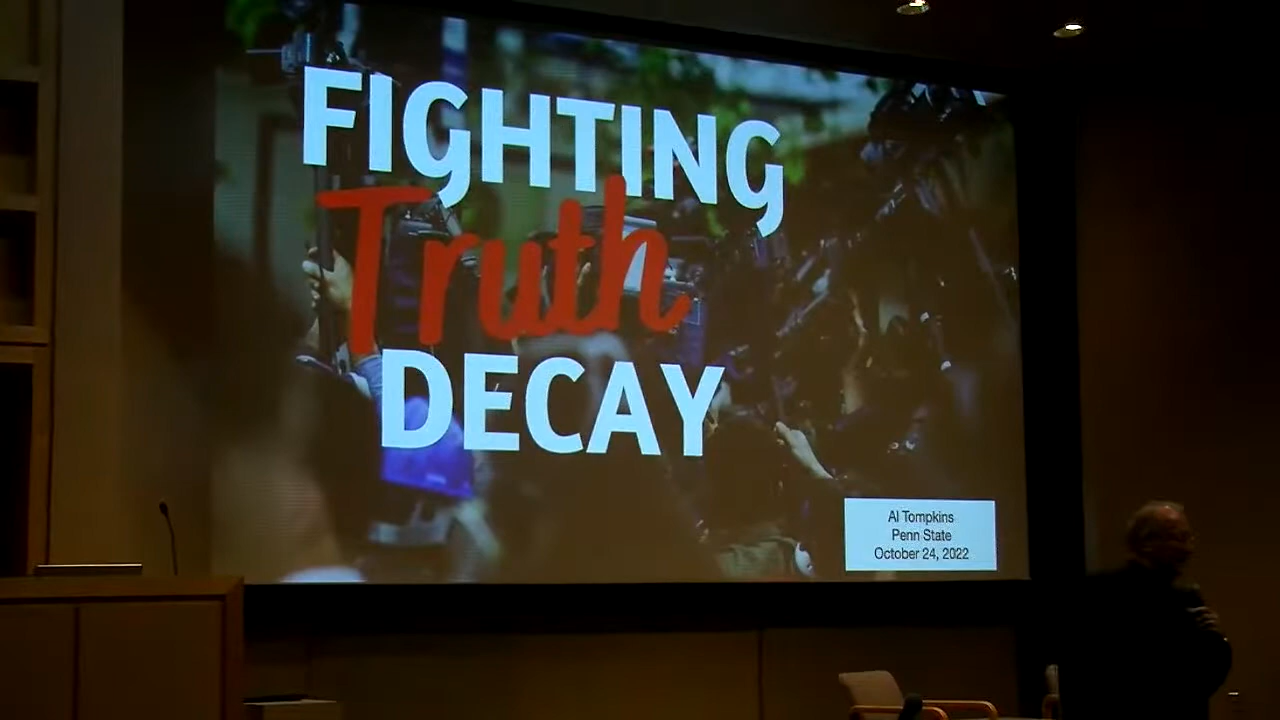 FIGHTING
Truth
DECAY
Al Tompkins
Penn State
October 24, 2022